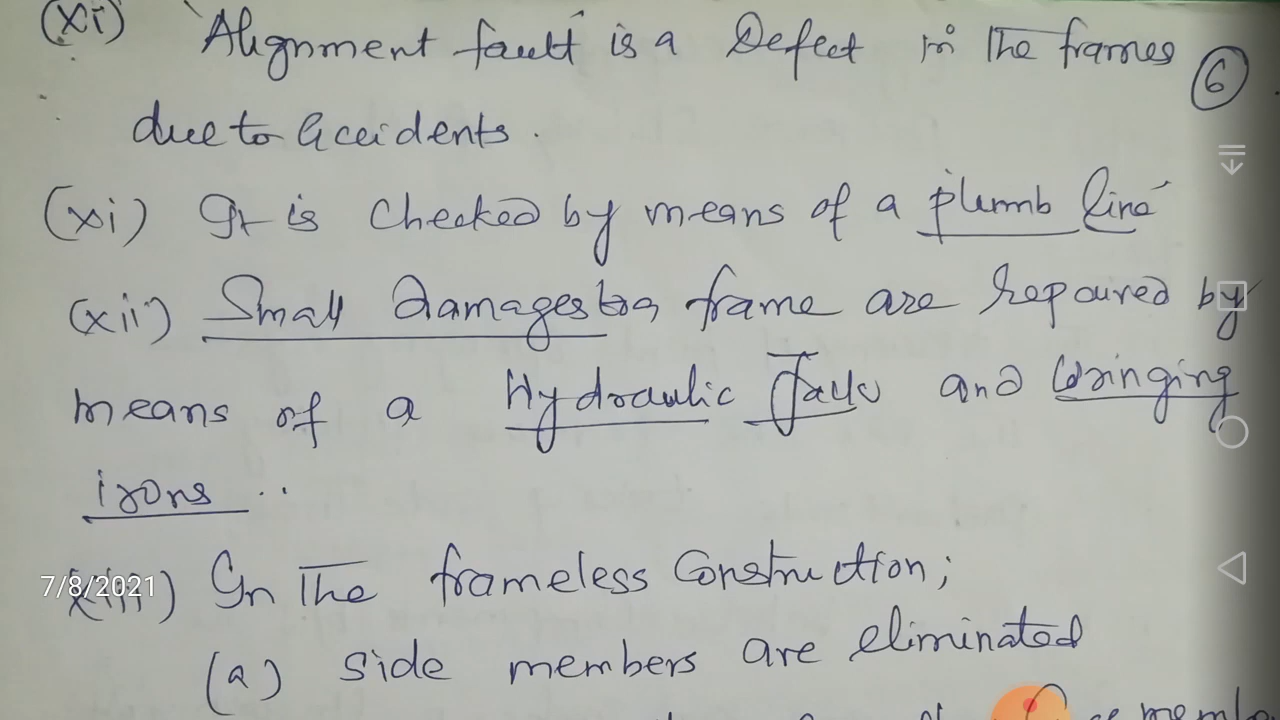 (xi) Alignment fault is a Defect in The frames
6
due to accidents.
(xi) It is checked by means of a plumb line
(xii) Small damages to a frame are repaired by
means of a Hydraulic Jack and wringing
irons ..
7/8/2021
(xiii) In The frameless Construction;
(a) side members are eliminated